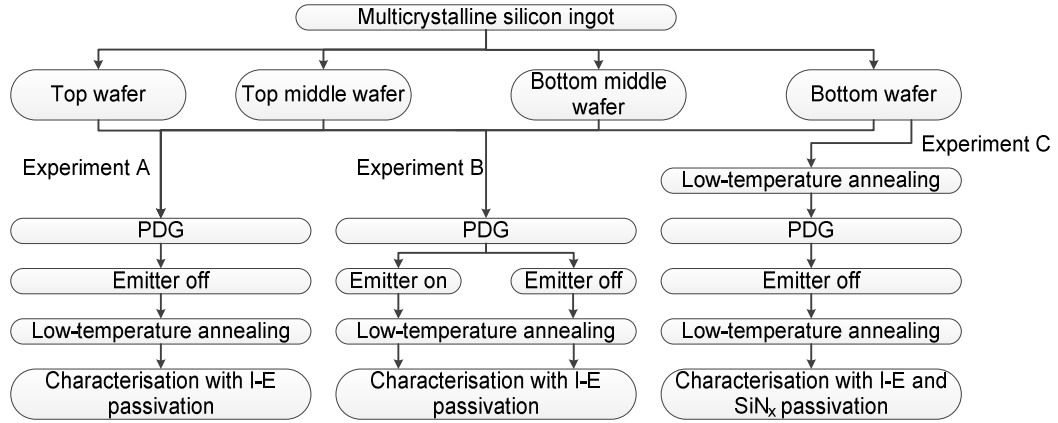 Multicrystalline silicon ingot
Top wafer
Top middle wafer
Bottom middle
wafer
Bottom wafer
Experiment A
Experiment B
Experiment C
Low-temperature annealing
PDG
PDG
PDG
Emitter off
Emitter on
Emitter off
Emitter off
Low-temperature annealing
Low-temperature annealing
Low-temperature annealing
Characterisation with I-E
passivation
Characterisation with I-E
passivation
Characterisation with I-E and
SiNₓ passivation